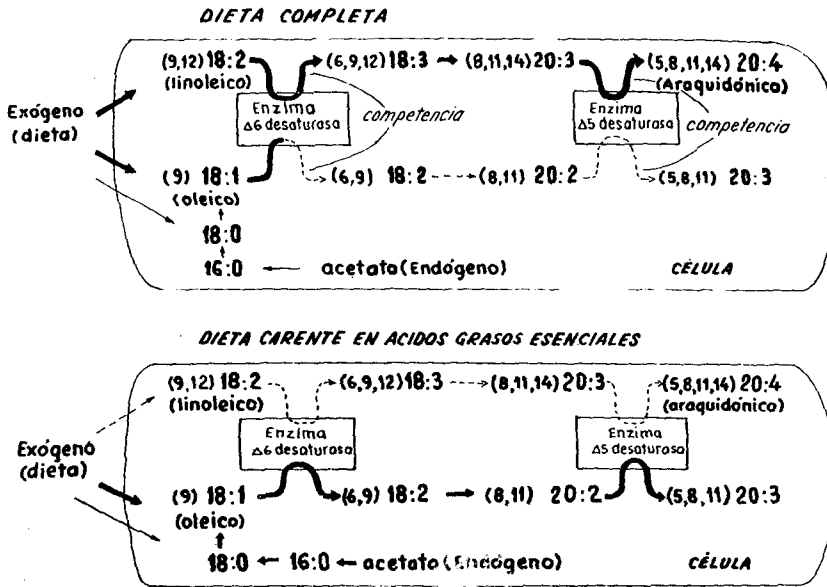 DIETA COMPLETA
(9,12) 18:2 (6,9,12) 18:3 (8,11,14) 20:3 (5,8,11,14) 20:4
(linoleico) (Araquidónico)
Exógeno
(dieta)
Enzima
Δ6 desaturasa
competencia
Enzima
Δ5 desaturasa
competencia
(9) 18:1 (6,9) 18:2 (8,11) 20:2 (5,8,11) 20:3
(oleico)
18:0
16:0 acetato (Endógeno) CÉLULA
DIETA CARENTE EN ACIDOS GRASOS ESENCIALES
(9,12) 18:2 (6,9,12) 18:3 (8,11,14) 20:3 (5,8,11,14) 20:4
(linoleico) (araquidónico)
Exógeno
(dieta)
Enzima
Δ6 desaturasa
Enzima
Δ5 desaturasa
(9) 18:1 (6,9) 18:2 (8,11) 20:2 (5,8,11) 20:3
(oleico)
18:0 16:0 acetato (Endógeno) CÉLULA